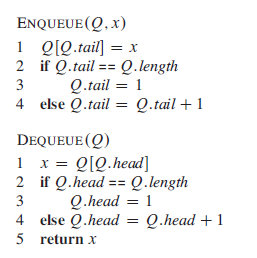 ENQUEUE(Q, x)
1 Q[Q.tail] = x
2 if Q.tail == Q.length
3 Q.tail = 1
4 else Q.tail = Q.tail + 1
DEQUEUE(Q)
1 x = Q[Q.head]
2 if Q.head == Q.length
3 Q.head = 1
4 else Q.head = Q.head + 1
5 return x